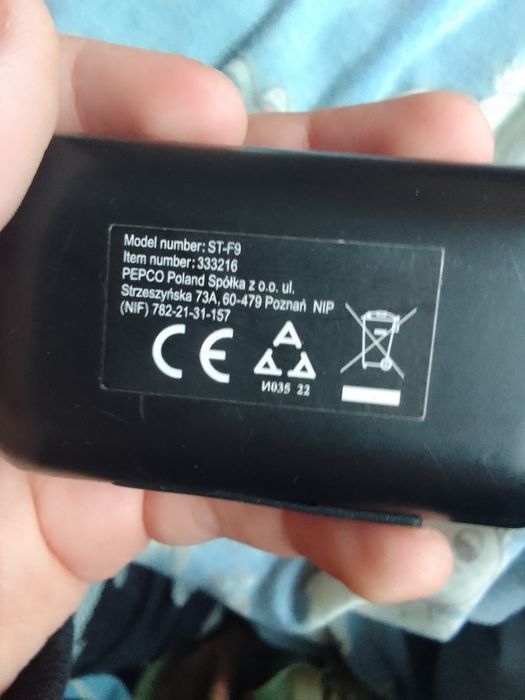 Model number: ST-F9
Item number: 333216
PEPCO Poland Spółka z o.o. ul.
Strzeszyńska 73A, 60-479 Poznań NIP
(NIF) 782-21-31-157
CE
И035 22